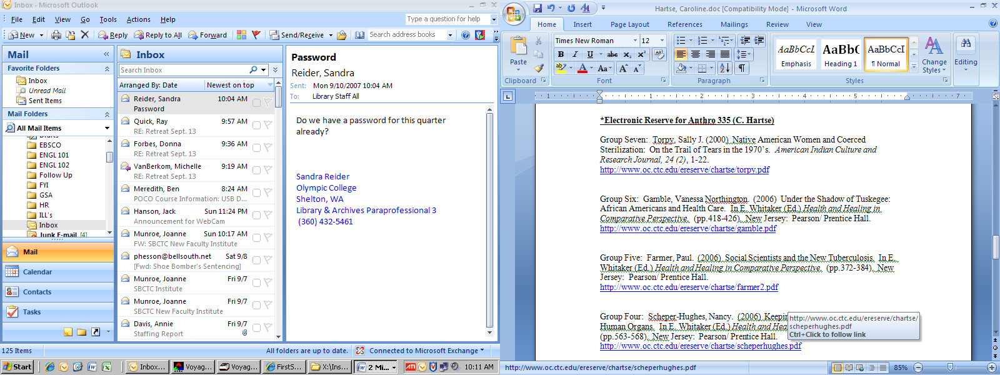 Inbox - Microsoft Outlook
File Edit View Go Tools Actions Help
Type a question for help
New Reply Reply to All Forward Send/Receive Search address books
Mail
Favorite Folders
Inbox
Unread Mail
Sent Items
Mail Folders
All Mail Items
Drafts
EBSCO
ENGL 101
ENGL 102
Follow Up
FYI
GSA
HR
ILL's
Inbox
Junk E-mail [4]
Mail
Calendar
Contacts
Tasks
Inbox
Search Inbox
Arranged By: Date Newest on top
Reider, Sandra 10:04 AM
Password
Quick, Ray 9:57 AM
RE: Retreat Sept. 13
Forbes, Donna 9:36 AM
RE: Retreat Sept. 13
VanBerkom, Michelle 9:19 AM
RE: Retreat Sept. 13
Meredith, Ben 8:24 AM
POCO Course Information: USB D...
Hanson, Jack Sun 11:24 PM
Announcement for WebCam
Munroe, Joanne Sun 10:17 AM
FW: SBCTC New Faculty Institute
phesson@bellsouth.net Sat 9/8
[Fwd: Shoe Bomber's Sentencing]
Munroe, Joanne Fri 9/7
SBCTC Institute
Munroe, Joanne Fri 9/7
SBCTC New Faculty Institute
Davis, Annie Fri 9/7
Staffing Report
Password
Reider, Sandra
Sent: Mon 9/10/2007 10:04 AM
To: Library Staff All
Do we have a password for this quarter
already?
Sandra Reider
Olympic College
Shelton, WA
Library & Archives Paraprofessional 3
(360) 432-5461
125 Items All folders are up to date. Connected to Microsoft Exchange
Start Inbox... Voyag... Voyag... FirstS... X:\Ins... 2 Mi... ATI 10:11 AM
Hartse, Caroline.doc [Compatibility Mode] - Microsoft Word
Home Insert Page Layout References Mailings Review View
Paste
Clipboard
Times New Roman 12
B I U abc x₂ x² Aa
Font
Paragraph
AaBbCcI AaBbC AaBbCcI
Emphasis Heading 1 ¶ Normal
Change Styles
Styles
Editing
1 1 2 3 4 5 7
*Electronic Reserve for Anthro 335 (C. Hartse)
Group Seven: Torpy, Sally J. (2000). Native American Women and Coerced
Sterilization: On the Trail of Tears in the 1970's. American Indian Culture and
Research Journal, 24 (2), 1-22.
http://www.oc.ctc.edu/ereserve/chartse/torpy.pdf
Group Six: Gamble, Vanessa Northington. (2006) Under the Shadow of Tuskegee:
African Americans and Health Care. In E. Whitaker (Ed.) Health and Healing in
Comparative Perspective. (pp.418-426). New Jersey: Pearson/ Prentice Hall.
http://www.oc.ctc.edu/ereserve/chartse/gamble.pdf
Group Five: Farmer, Paul. (2006) Social Scientists and the New Tuberculosis. In E.
Whitaker (Ed.) Health and Healing in Comparative Perspective. (pp.372-384). New
Jersey: Pearson/ Prentice Hall.
http://www.oc.ctc.edu/ereserve/chartse/farmer2.pdf
Group Four: Scheper-Hughes, Nancy. (2006) Keepin
Human Organs. In E. Whitaker (Ed.) Health and Hea
(pp.563-568). New Jersey: Pearson/ Prentice Hall.
http://www.oc.ctc.edu/ereserve/chartse/scheperhughes.pdf
http://www.oc.ctc.edu/ereserve/chartse/
scheperhughes.pdf
Ctrl+Click to follow link
http://www.oc.ctc.edu/ereserve/chartse/scheperhughes.pdf 85%